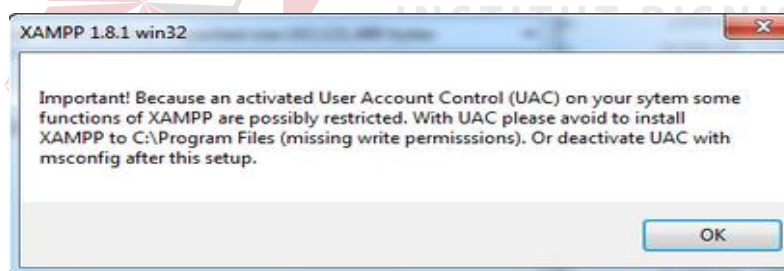 INSTITUT BISNI
XAMPP 1.8.1 win32
Important! Because an activated User Account Control (UAC) on your sytem some
functions of XAMPP are possibly restricted. With UAC please avoid to install
XAMPP to C:\Program Files (missing write permisssions). Or deactivate UAC with
msconfig after this setup.
OK